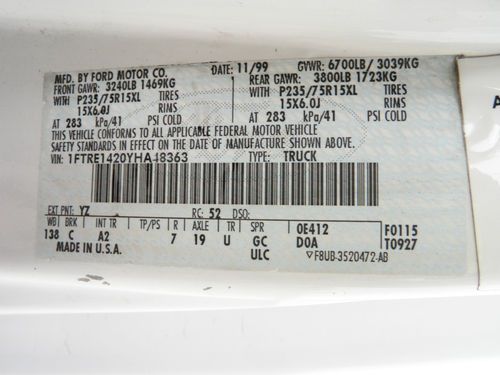 MFD. BY FORD MOTOR CO.
DATE: 11/99 GVWR: 6700LB/ 3039KG
FRONT GAWR: 3240LB 1469KG REAR GAWR: 3800LB 1723KG
WITH P235/75R15XL TIRES WITH P235/75R15XL TIRES
15X6.0J RIMS 15X6.0J RIMS
AT 283 kPa/41 PSI COLD AT 283 kPa/41 PSI COLD
THIS VEHICLE CONFORMS TO ALL APPLICABLE FEDERAL MOTOR VEHICLE
SAFETY STANDARDS IN EFFECT ON THE DATE OF MANUFACTURE SHOWN ABOVE
1FTRE1420YHA48363 TYPE: TRUCK
EXT PNT: YZ RC: 52 DSO:
WB BRK INT TR TP/PS R AXLE TR SPR
138 C A2 7 19 U GC
0E412 F0115
D0A T0927
MADE IN U.S.A. ULC F8UB-3520472-AB